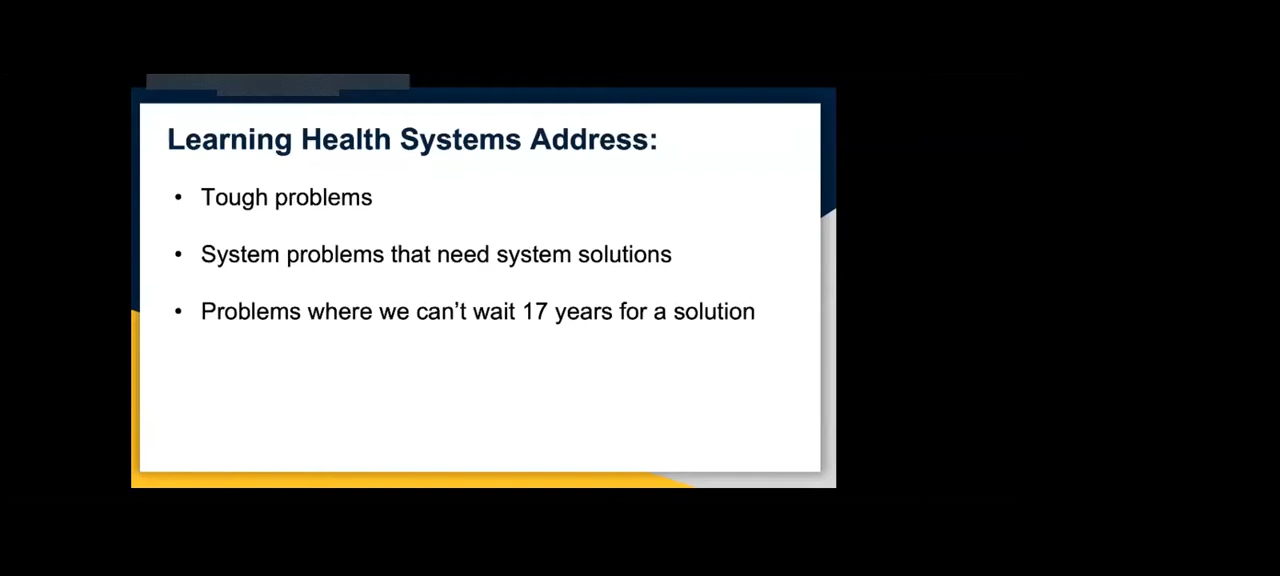 Learning Health Systems Address:
• Tough problems
• System problems that need system solutions
• Problems where we can’t wait 17 years for a solution